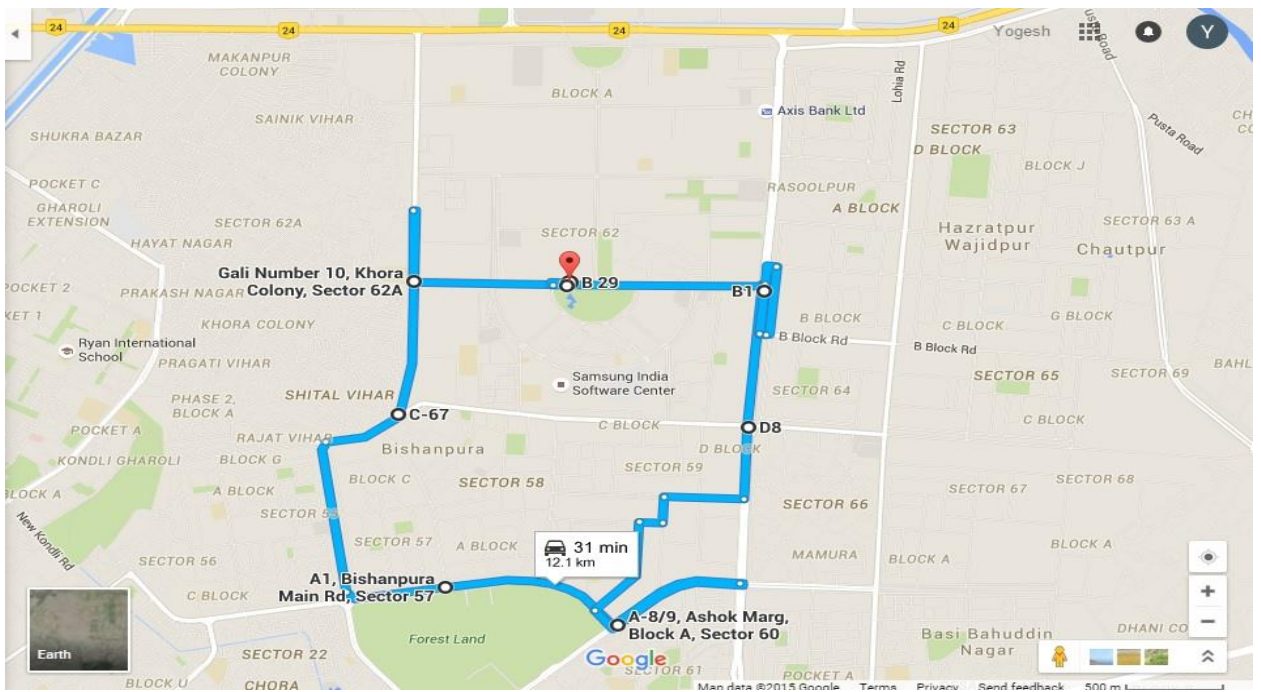 24
24
24
24
Yogesh
Y
Pusta Road
MAKANPUR
COLONY
BLOCK A
Lohia Rd
Axis Bank Ltd
SAINIK VIHAR
SHUKRA BAZAR
SECTOR 63
D BLOCK
Pusta Road
BLOCK J
POCKET C
GHAROLI
EXTENSION
RASOOLPUR
A BLOCK
SECTOR 62A
HAYAT NAGAR
SECTOR 62
Hazratpur
Wajidpur
SECTOR 63 A
Chautpur
Gali Number 10, Khora
Colony, Sector 62A
B 29
B1
POCKET 2
PRAKASH NAGAR
KHORA COLONY
B BLOCK
C BLOCK
G BLOCK
B Block Rd
B Block Rd
Ryan International
School
PRAGATI VIHAR
Samsung India
Software Center
SECTOR 64
SECTOR 65
SECTOR 69
SHITAL VIHAR
PHASE 2,
BLOCK A
C-67
C BLOCK
D8
C BLOCK
POCKET A
RAJAT VIHAR
Bishanpura
D BLOCK
KONDLI GHAROLI
BLOCK G
SECTOR 59
A BLOCK
BLOCK C
SECTOR 58
SECTOR 67
SECTOR 68
SECTOR 66
New Kondli Rd
SECTOR 57
A BLOCK
31 min
12.1 km
MAMURA
BLOCK A
BLOCK A
SECTOR 56
A1, Bishanpura
Main Rd, Sector 57
C BLOCK
A-8/9, Ashok Marg,
Block A, Sector 60
Forest Land
Basi Bahuddin
Nagar
Earth
SECTOR 22
Google
SECTOR 61
BLOCK U
CHORA
POCKET A
Map data ©2015 Google
Terms
Privacy
Send feedback
500 m